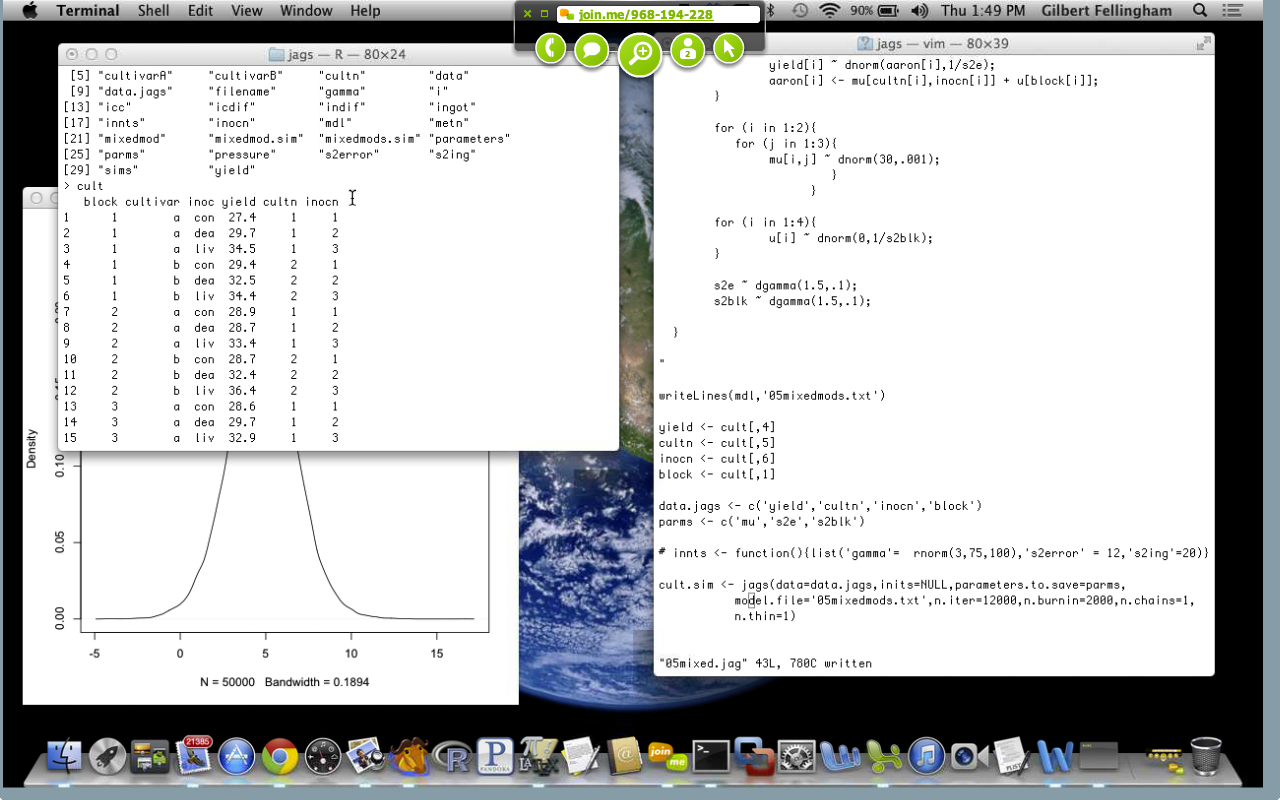 Terminal Shell Edit View Window Help
join.me/968-194-228
90% Thu 1:49 PM Gilbert Fellingham
2
jags — R — 80×24
[5] "cultivarA" "cultivarB" "cultn" "data"
[9] "data.jags" "filename" "gamma" "i"
[13] "icc" "icdif" "indif" "ingot"
[17] "innts" "inocn" "mdl" "metn"
[21] "mixedmod" "mixedmod.sim" "mixedmods.sim" "parameters"
[25] "parms" "pressure" "s2error" "s2ing"
[29] "sims" "yield"
> cult
block cultivar inoc yield cultn inocn
1 1 a con 27.4 1 1
2 1 a dea 29.7 1 2
3 1 a liv 34.5 1 3
4 1 b con 29.4 2 1
5 1 b dea 32.5 2 2
6 1 b liv 34.4 2 3
7 2 a con 28.9 1 1
8 2 a dea 28.7 1 2
9 2 a liv 33.4 1 3
10 2 b con 28.7 2 1
11 2 b dea 32.4 2 2
12 2 b liv 36.4 2 3
13 3 a con 28.6 1 1
14 3 a dea 29.7 1 2
15 3 a liv 32.9 1 3
Density
0.10
0.05
0.00
-5 0 5 10 15
N = 50000 Bandwidth = 0.1894
jags — vim — 80×39
yield[i] ~ dnorm(aaron[i],1/s2e);
aaron[i] <- mu[cultn[i],inocn[i]] + u[block[i]];
}
for (i in 1:2){
for (j in 1:3){
mu[i,j] ~ dnorm(30,.001);
}
}
for (i in 1:4){
u[i] ~ dnorm(0,1/s2blk);
}
s2e ~ dgamma(1.5,.1);
s2blk ~ dgamma(1.5,.1);
}
"
writeLines(mdl,'05mixedmods.txt')
yield <- cult[,4]
cultn <- cult[,5]
inocn <- cult[,6]
block <- cult[,1]
data.jags <- c('yield','cultn','inocn','block')
parms <- c('mu','s2e','s2blk')
# innts <- function(){list('gamma'= rnorm(3,75,100),'s2error' = 12,'s2ing'=20)}
cult.sim <- jags(data=data.jags,inits=NULL,parameters.to.save=parms,
model.file='05mixedmods.txt',n.iter=12000,n.burnin=2000,n.chains=1,
n.thin=1)
"05mixed.jag" 43L, 780C written
21385
R
P
PANDORA
join
me
PLIST
W